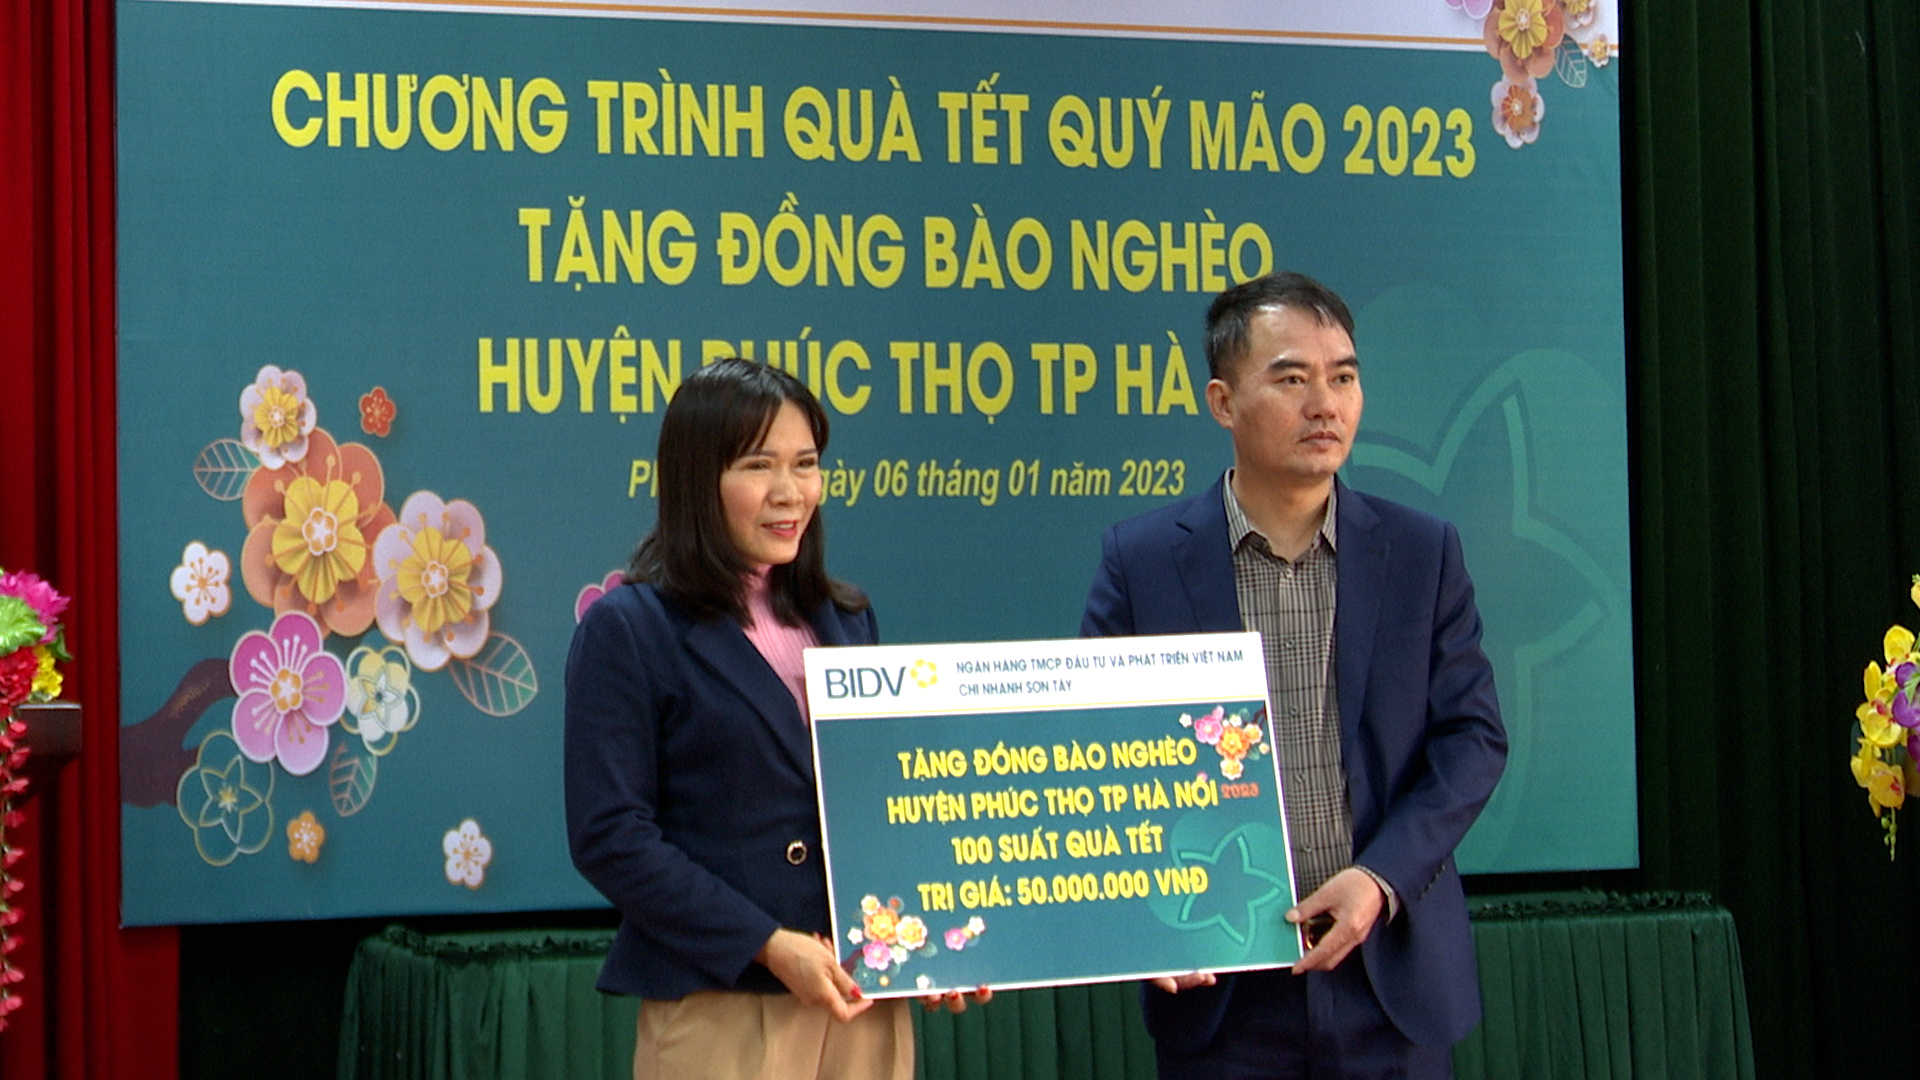 CHƯƠNG TRÌNH QUÀ TẾT QUÝ MÃO 2023
TẶNG ĐỒNG BÀO NGHÈO
HUYỆN PHÚC THỌ TP HÀ
ngày 06 tháng 01 năm 2023
BIDV
NGÂN HÀNG TMCP ĐẦU TƯ VÀ PHÁT TRIỂN VIỆT NAM
CHI NHÁNH SƠN TÂY
TẶNG ĐỒNG BÀO NGHÈO
HUYỆN PHÚC THỌ TP HÀ NỘI 2023
100 SUẤT QUÀ TẾT
TRỊ GIÁ: 50.000.000 VNĐ